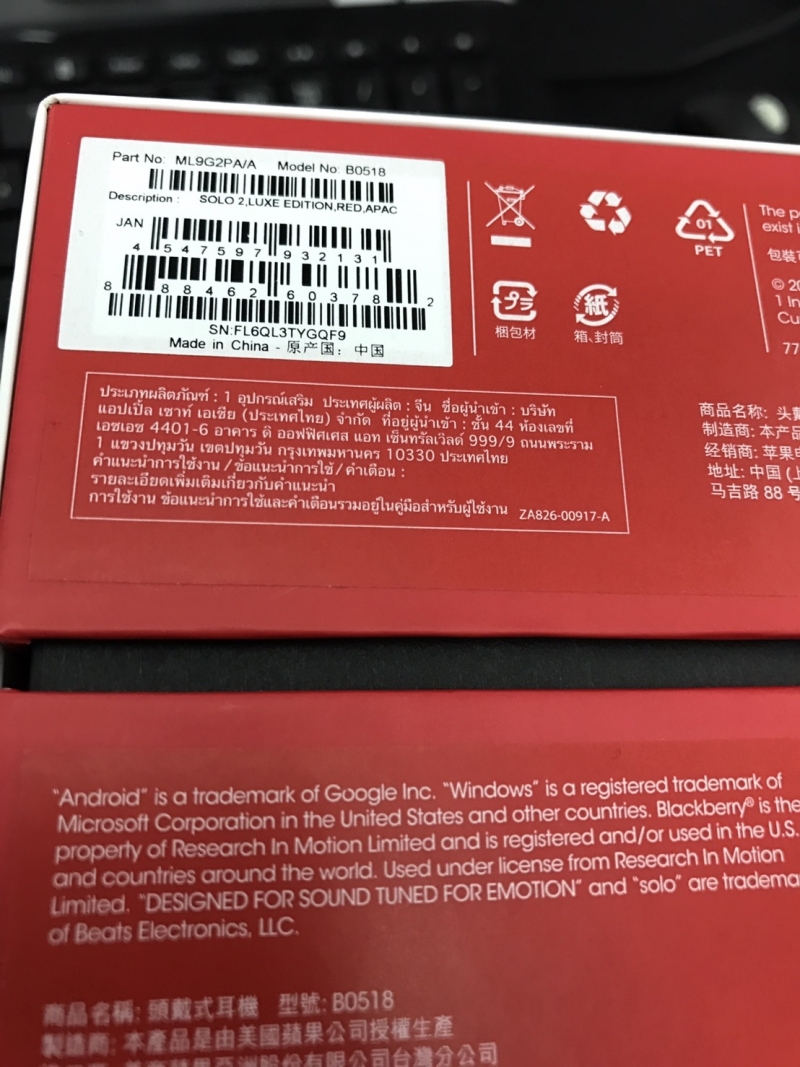 Part No: ML9G2PA/A Model No: B0518
Description : SOLO 2,LUXE EDITION,RED,APAC
JAN
4 547597 932131
8 88462 60378 2
SN:FL6QL3TYGQF9
Made in China - 原产国：中国
01
PET
プラ
梱包材
紙
箱、封筒
The p
exist i
包裝
© 20
1 In
Cu
77
ประเภทผลิตภัณฑ์ : 1 อุปกรณ์เสริม ประเทศผู้ผลิต : จีน ชื่อผู้นำเข้า : บริษัท
แอปเปิ้ล เซาท์ เอเชีย (ประเทศไทย) จำกัด ที่อยู่ผู้นำเข้า : ชั้น 44 ห้องเลขที่
เอชเอช 4401-6 อาคาร ดิ ออฟฟิศเศส แอท เซ็นทรัลเวิลด์ 999/9 ถนนพระราม
1 แขวงปทุมวัน เขตปทุมวัน กรุงเทพมหานคร 10330 ประเทศไทย
คำแนะนำการใช้งาน / ข้อแนะนำการใช้ / คำเตือน :
รายละเอียดเพิ่มเติมเกี่ยวกับคำแนะนำ
การใช้งาน ข้อแนะนำการใช้และคำเตือนรวมอยู่ในคู่มือสำหรับผู้ใช้งาน ZA826-00917-A
商品名称: 头戴
制造商: 本产品
经销商: 苹果电
地址: 中国 (上
马吉路 88 号
"Android" is a trademark of Google Inc. "Windows" is a registered trademark of
Microsoft Corporation in the United States and other countries. Blackberry® is the
property of Research In Motion Limited and is registered and/or used in the U.S.
and countries around the world. Used under license from Research In Motion
Limited. "DESIGNED FOR SOUND TUNED FOR EMOTION" and "solo" are tradema
of Beats Electronics, LLC.
商品名稱: 頭戴式耳機 型號: B0518
製造商: 本產品是由美國蘋果公司授權生產